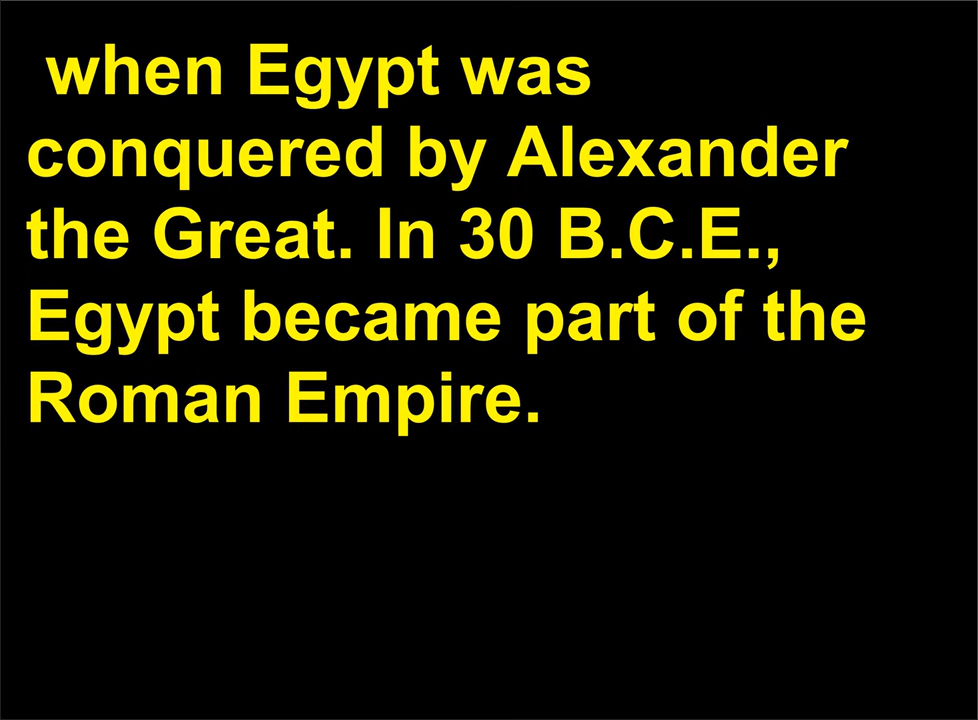 when Egypt was
conquered by Alexander
the Great. In 30 B.C.E.,
Egypt became part of the
Roman Empire.